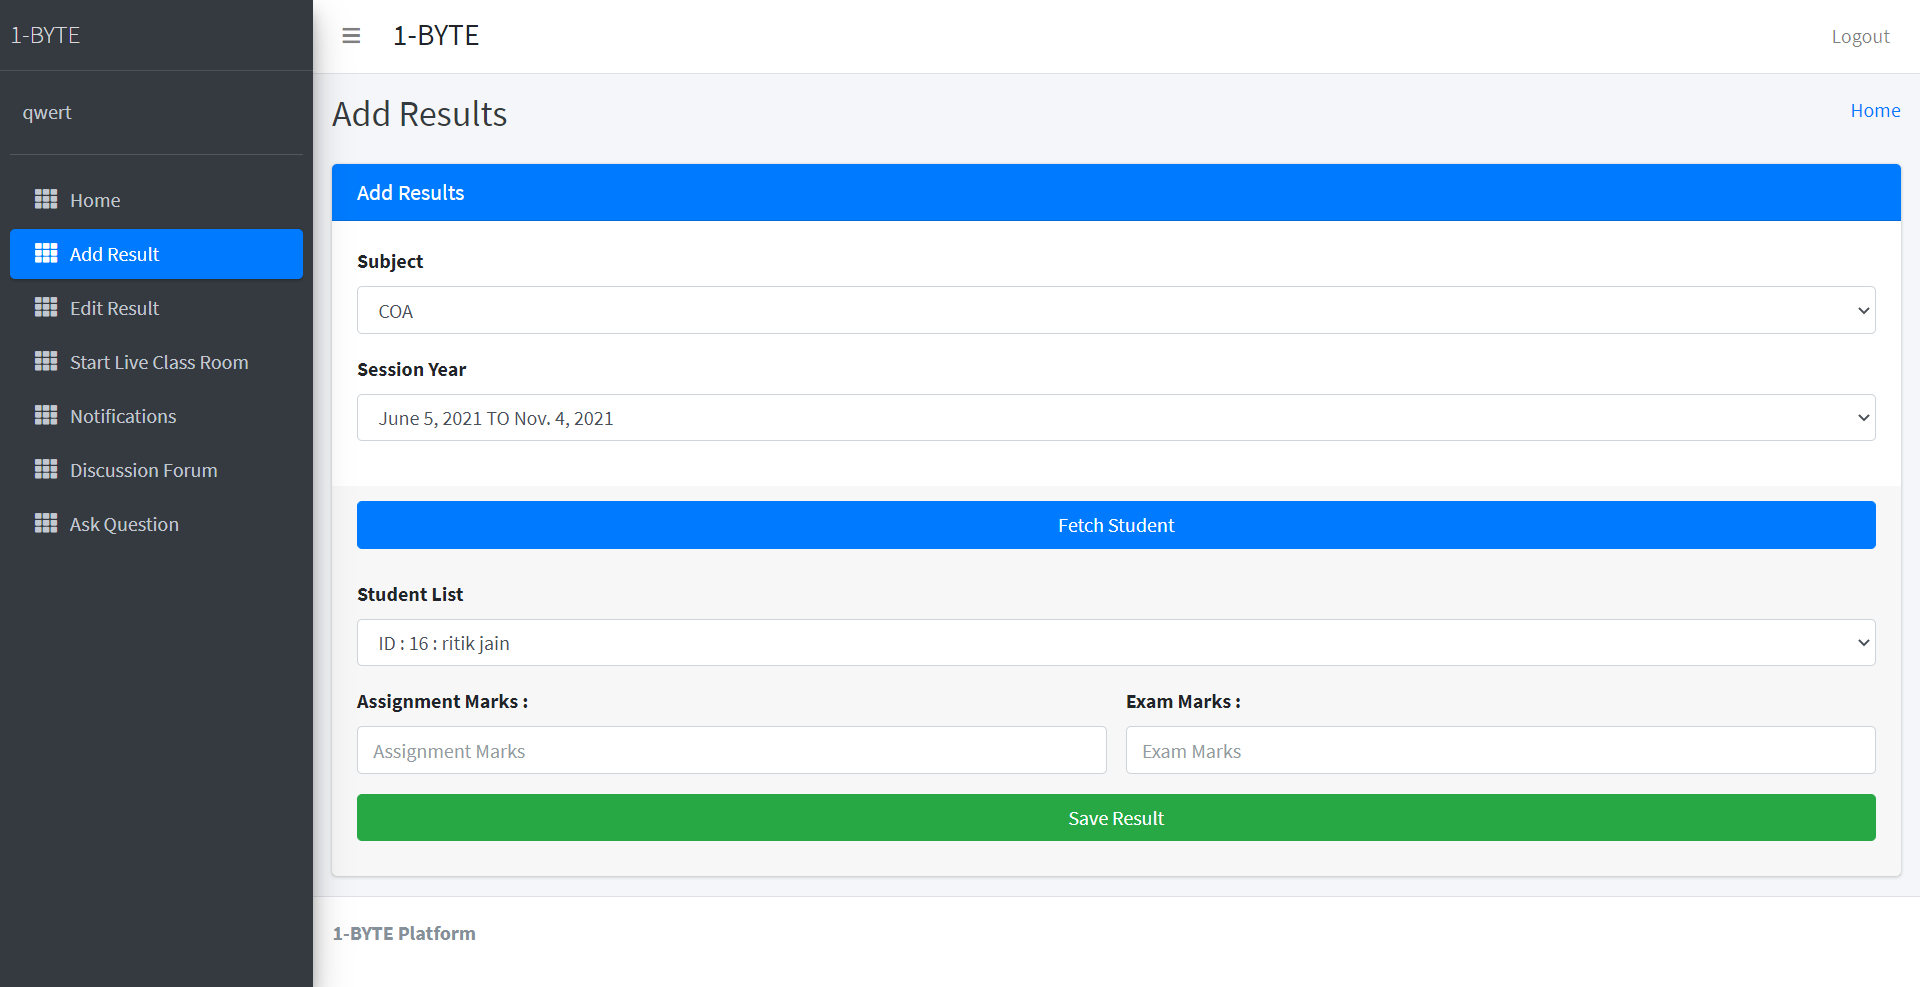 1-BYTE
qwert
Home
Add Result
Edit Result
Start Live Class Room
Notifications
Discussion Forum
Ask Question
1-BYTE
Logout
Add Results
Home
Add Results
Subject
COA
Session Year
June 5, 2021 TO Nov. 4, 2021
Fetch Student
Student List
ID : 16 : ritik jain
Assignment Marks :
Exam Marks :
Assignment Marks
Exam Marks
Save Result
1-BYTE Platform